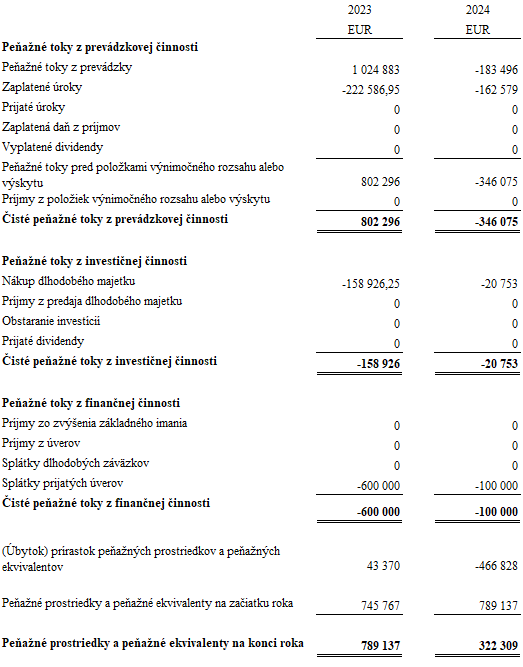 2023 2024
EUR EUR
Peňažné toky z prevádzkovej činnosti
Peňažné toky z prevádzky 1 024 883 -183 496
Zaplatené úroky -222 586,95 -162 579
Prijaté úroky 0 0
Zaplatená daň z príjmov 0 0
Vyplatené dividendy 0 0
Peňažné toky pred položkami výnimočného rozsahu alebo
výskytu 802 296 -346 075
Príjmy z položiek výnimočného rozsahu alebo výskytu 0 0
Čisté peňažné toky z prevádzkovej činnosti 802 296 -346 075
Peňažné toky z investičnej činnosti
Nákup dlhodobého majetku -158 926,25 -20 753
Príjmy z predaja dlhodobého majetku 0 0
Obstaranie investícií 0 0
Prijaté dividendy 0 0
Čisté peňažné toky z investičnej činnosti -158 926 -20 753
Peňažné toky z finančnej činnosti
Príjmy zo zvýšenia základného imania 0 0
Príjmy z úverov 0 0
Splátky dlhodobých záväzkov 0 0
Splátky prijatých úverov -600 000 -100 000
Čisté peňažné toky z finančnej činnosti -600 000 -100 000
(Úbytok) prírastok peňažných prostriedkov a peňažných
ekvivalentov 43 370 -466 828
Peňažné prostriedky a peňažné ekvivalenty na začiatku roka 745 767 789 137
Peňažné prostriedky a peňažné ekvivalenty na konci roka 789 137 322 309